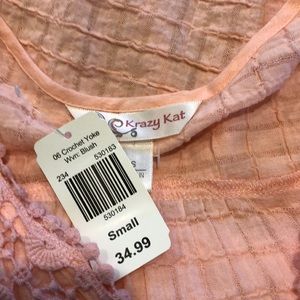 Krazy Kat
S
06 Crochet Yoke
Wvn: Blush
234
530183
530184
Small
34.99